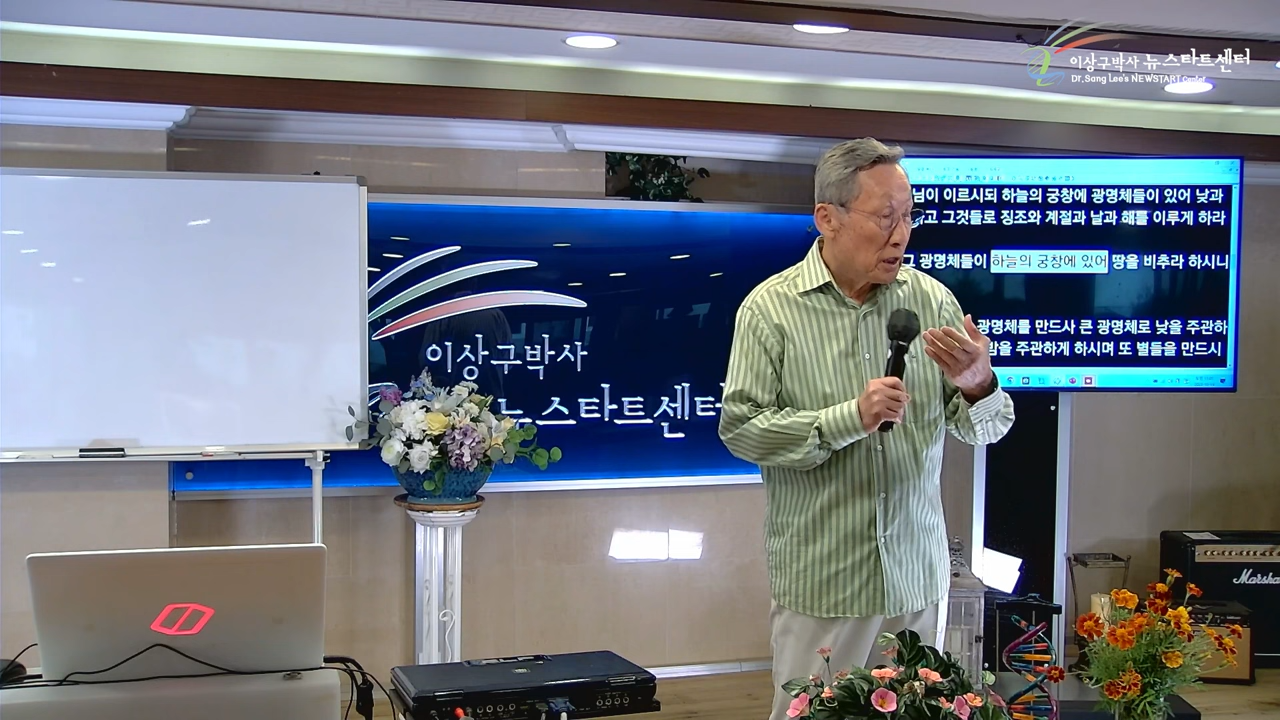 이상구박사 뉴스타트센터
Dr. Sang Lee's NEWSTART Center
님이 이르시되 하늘의 궁창에 광명체들이 있어 낮과
그것들로 징조와 계절과 날과 해를 이루게 하라
광명체들이 하늘의 궁창에 있어 땅을 비추라 하시니
광명체를 만드사 큰 광명체로 낮을 주관하
밤을 주관하게 하시며 또 별들을 만드시
이상구박사
뉴스타트센터
Marsha